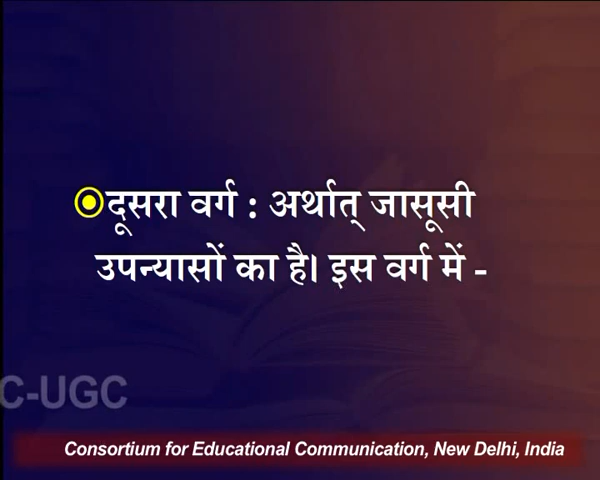 दूसरा वर्ग : अर्थात् जासूसी
उपन्यासों का है। इस वर्ग में -
C-UGC
Consortium for Educational Communication, New Delhi, India